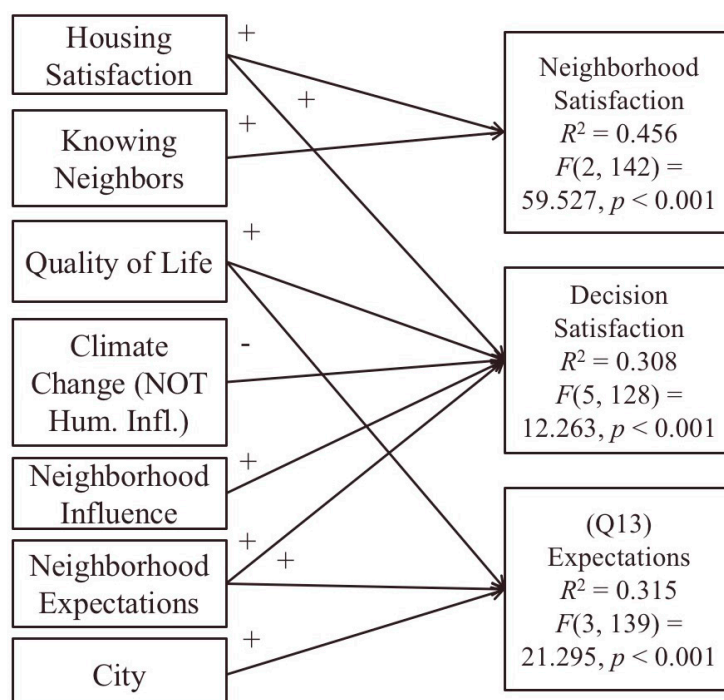 Housing
Satisfaction
+
+
Knowing
Neighbors
+
Quality of Life
+
Climate
Change (NOT
Hum. Infl.)
-
Neighborhood
Influence
+
Neighborhood
Expectations
+
+
City
+
Neighborhood
Satisfaction
R² = 0.456
F(2, 142) =
59.527, p < 0.001
Decision
Satisfaction
R² = 0.308
F(5, 128) =
12.263, p < 0.001
(Q13)
Expectations
R² = 0.315
F(3, 139) =
21.295, p < 0.001